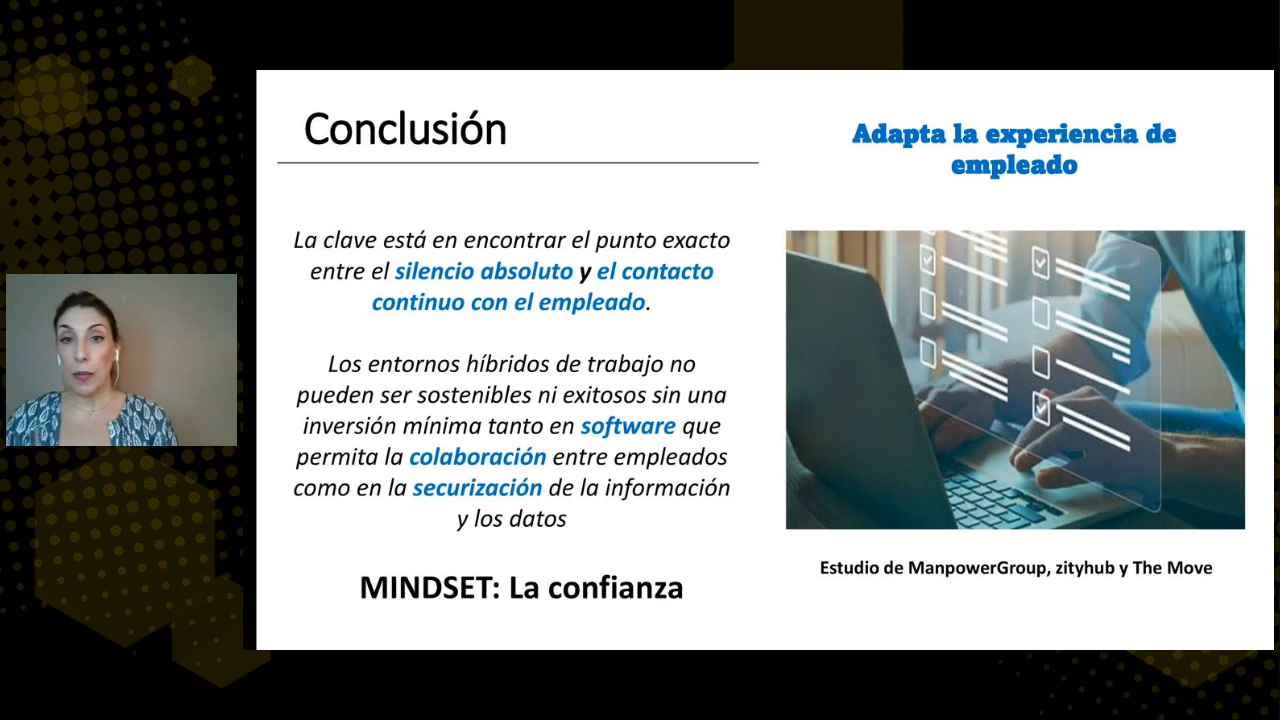 Conclusión
Adapta la experiencia de
empleado
La clave está en encontrar el punto exacto
entre el silencio absoluto y el contacto
continuo con el empleado.
Los entornos híbridos de trabajo no
pueden ser sostenibles ni exitosos sin una
inversión mínima tanto en software que
permita la colaboración entre empleados
como en la securización de la información
y los datos
MINDSET: La confianza
Estudio de ManpowerGroup, zityhub y The Move